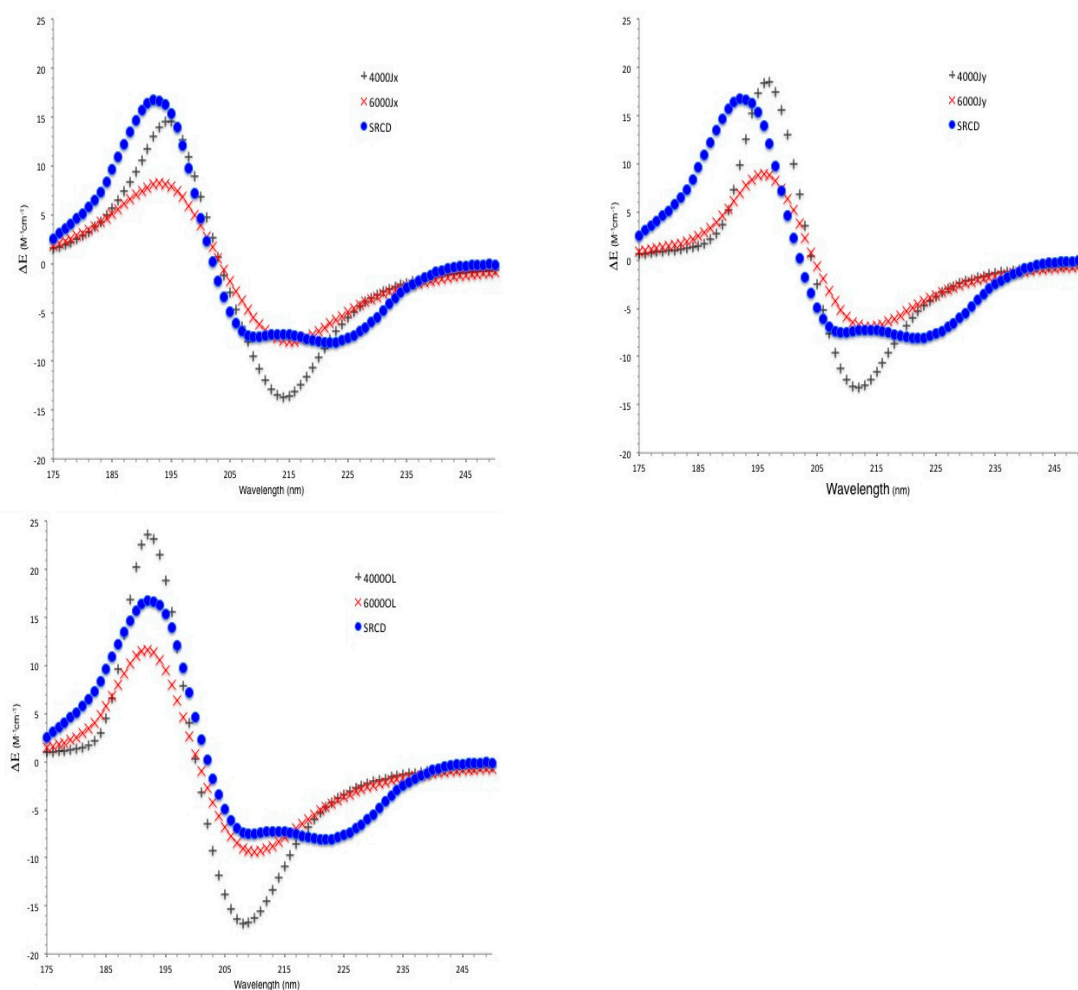 25
20
15
10
5
0
-5
-10
-15
-20
ΔE (M⁻¹cm⁻¹)
175 185 195 205 215 225 235 245
Wavelength (nm)
4000Jx
6000Jx
SRCD
25
20
15
10
5
0
-5
-10
-15
-20
ΔE (M⁻¹cm⁻¹)
175 185 195 205 215 225 235 245
Wavelength (nm)
4000Jy
6000Jy
SRCD
25
20
15
10
5
0
-5
-10
-15
-20
ΔE (M⁻¹cm⁻¹)
175 185 195 205 215 225 235 245
Wavelength (nm)
4000OL
6000OL
SRCD